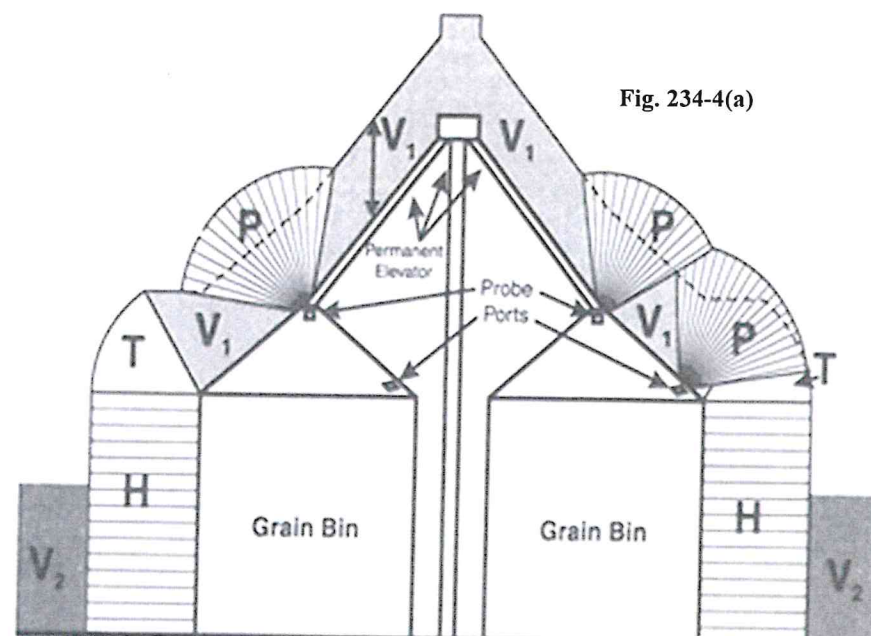 Fig. 234-4(a)
V1
V1
P
P
Permanent
Elevator
Probe
Ports
T
V1
V1
P
T
H
H
Grain Bin
Grain Bin
V2
V2